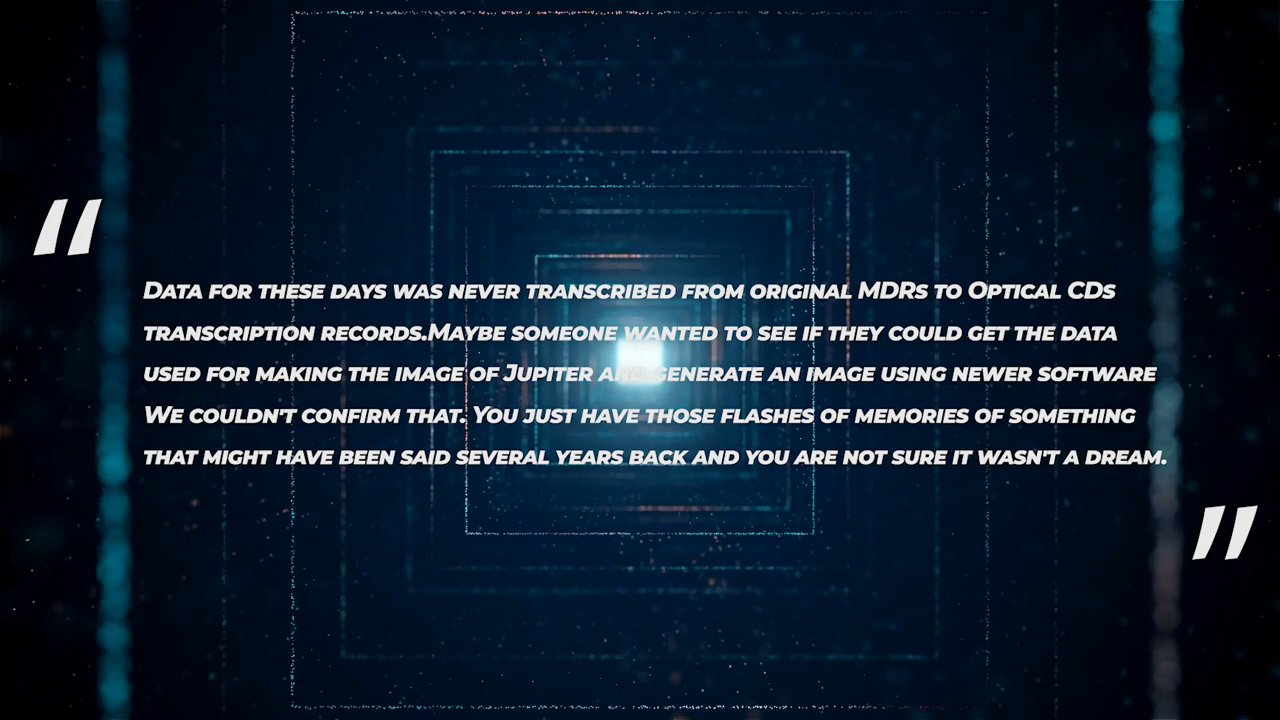 "
Data for these days was never transcribed from original MDRs to Optical CDs
transcription records.Maybe someone wanted to see if they could get the data
used for making the image of Jupiter and generate an image using newer software
We couldn't confirm that. You just have those flashes of memories of something
that might have been said several years back and you are not sure it wasn't a dream.
"